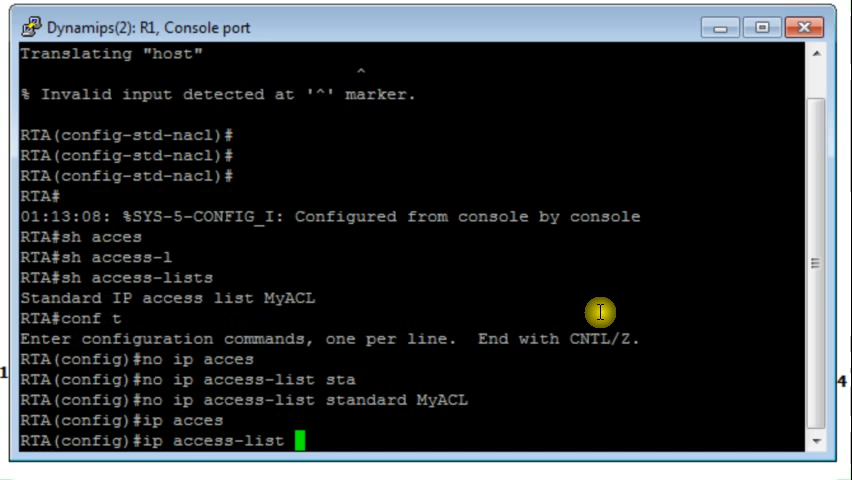 Dynamips(2): R1, Console port
Translating "host"
^
% Invalid input detected at '^' marker.
RTA(config-std-nacl)#
RTA(config-std-nacl)#
RTA(config-std-nacl)#
RTA#
01:13:08: %SYS-5-CONFIG_I: Configured from console by console
RTA#sh acces
RTA#sh access-l
RTA#sh access-lists
Standard IP access list MyACL
RTA#conf t
Enter configuration commands, one per line.  End with CNTL/Z.
RTA(config)#no ip acces
RTA(config)#no ip access-list sta
RTA(config)#no ip access-list standard MyACL
RTA(config)#ip acces
RTA(config)#ip access-list
1
4